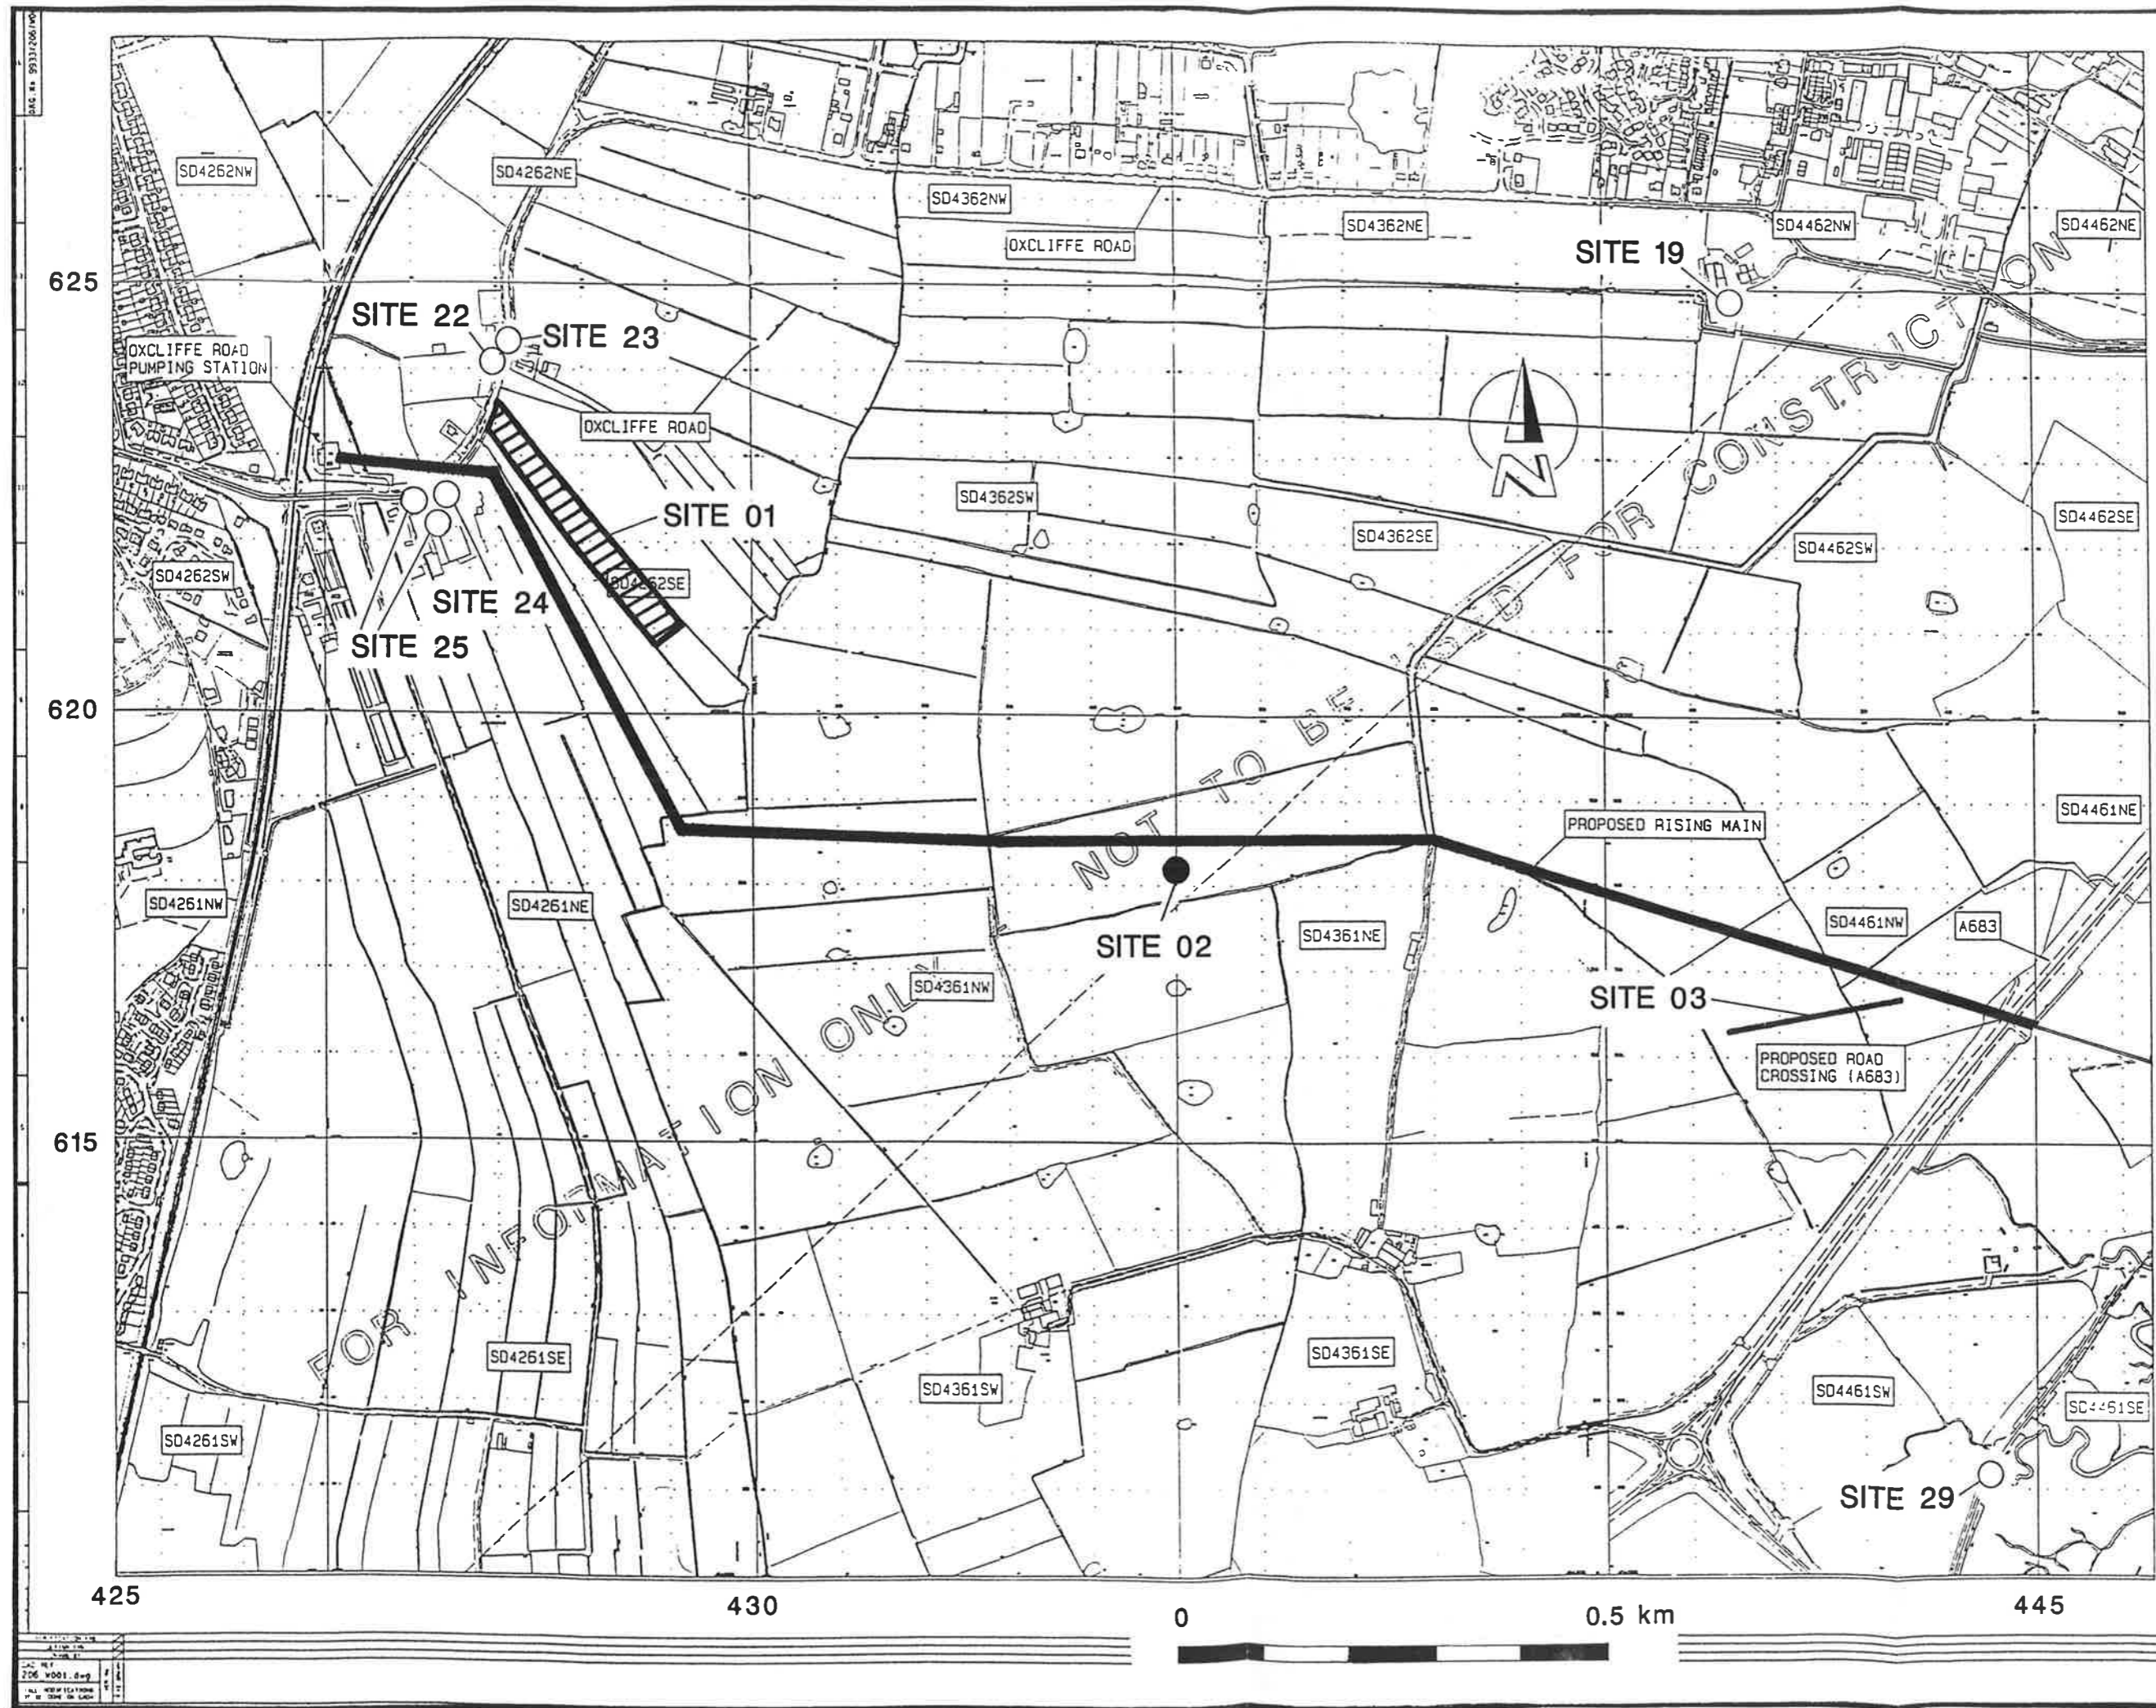 SD4262NW
SD4262NE
SD4362NW
OXCLIFFE ROAD
SD4362NE
SD4462NW
SD4462NE
625
SITE 19
SITE 22
SITE 23
OXCLIFFE ROAD
PUMPING STATION
OXCLIFFE ROAD
N
SITE 01
SD4362SW
SD4362SE
SD4462SW
SD4462SE
SD4262SW
SITE 24
SITE 25
620
PROPOSED RISING MAIN
SD4461NE
SD4261NW
SD4261NE
SITE 02
SD4361NE
SD4461NW
A683
SD4361NW
SITE 03
PROPOSED ROAD
CROSSING (A683)
615
FOR INFORMATION ONLY
NOT TO BE USED FOR CONSTRUCTION
SD4261SE
SD4361SW
SD4361SE
SD4461SW
SD4461SE
SD4261SW
SITE 29
425
430
0
0.5 km
445